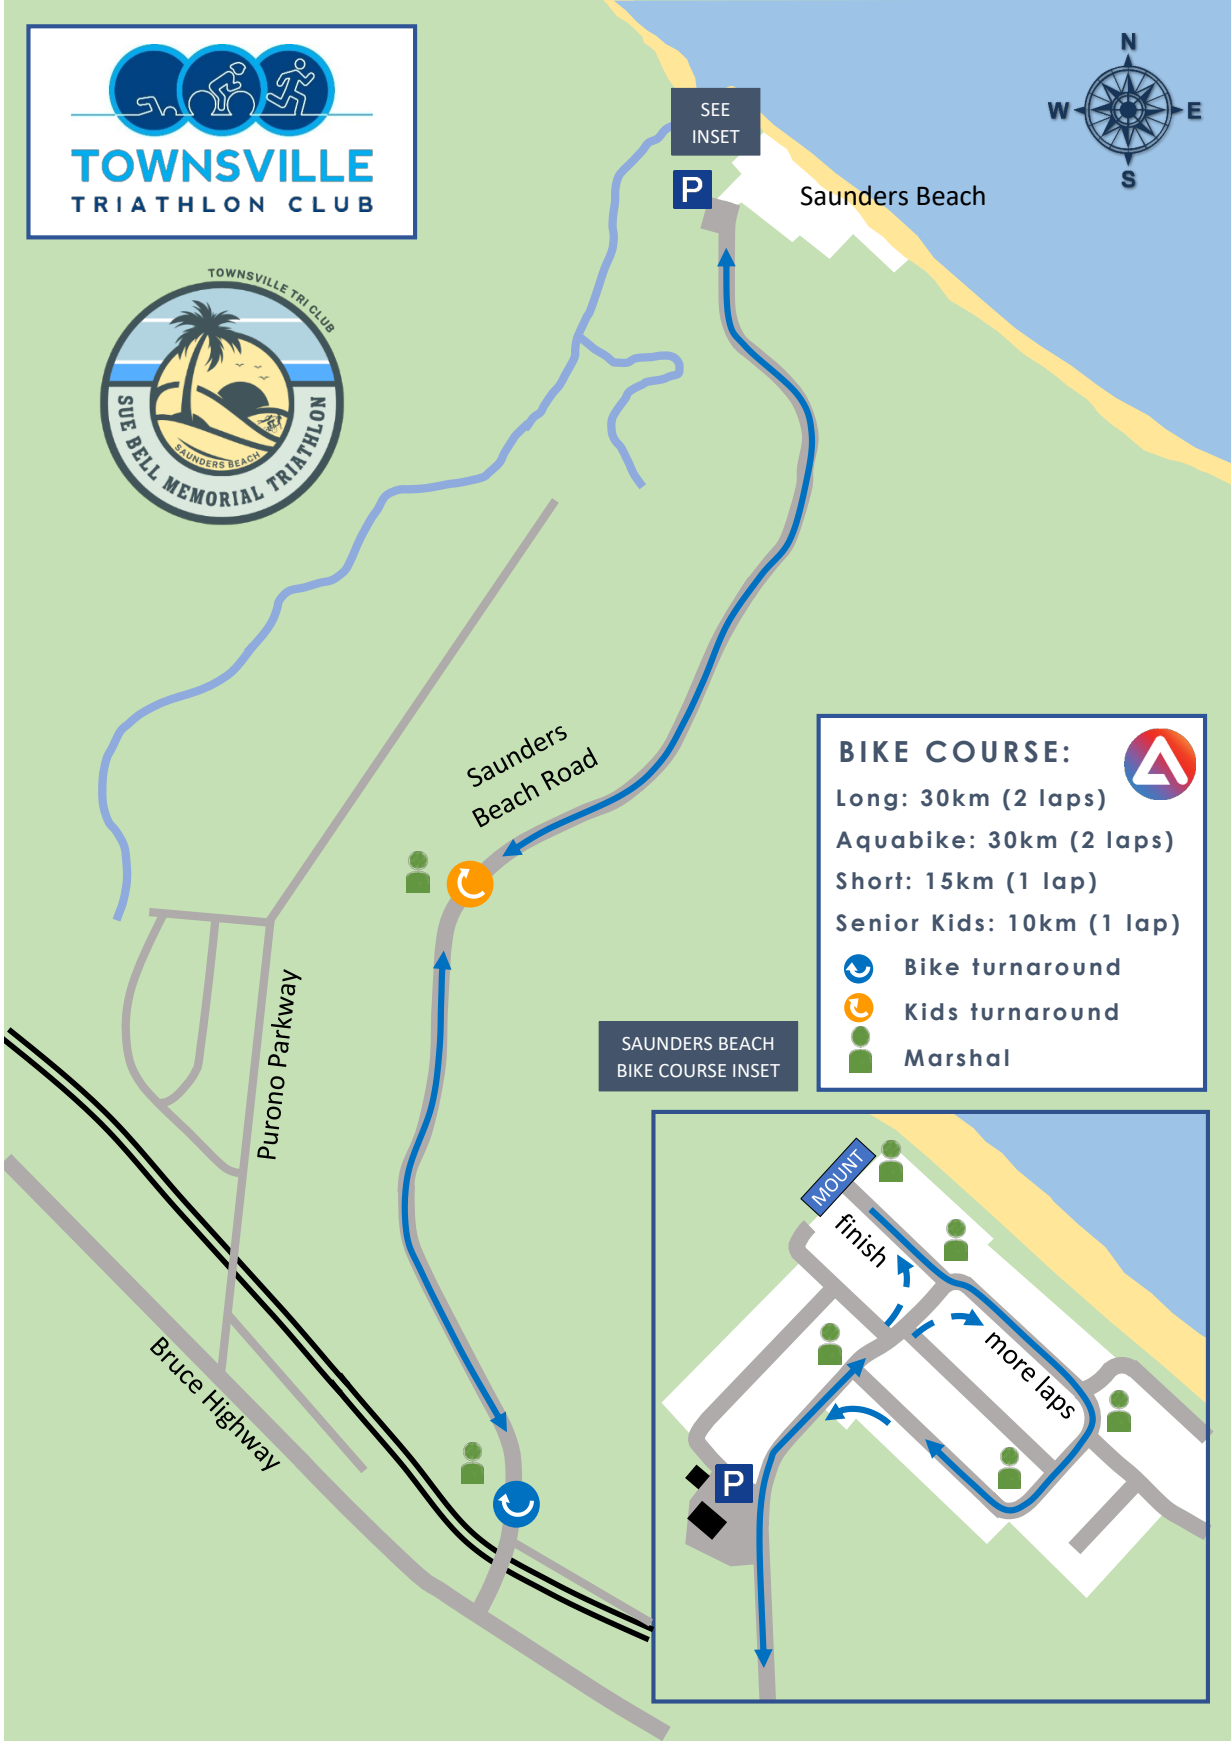 TOWNSVILLE
TRIATHLON CLUB
N
W
E
S
SEE
INSET
P
Saunders Beach
TOWNSVILLE TRI CLUB
SAUNDERS BEACH
SUE BELL MEMORIAL TRIATHLON
Saunders
Beach Road
BIKE COURSE:
Long: 30km (2 laps)
Aquabike: 30km (2 laps)
Short: 15km (1 lap)
Senior Kids: 10km (1 lap)
Bike turnaround
Kids turnaround
Marshal
Purono Parkway
Bruce Highway
SAUNDERS BEACH
BIKE COURSE INSET
MOUNT
finish
more laps
P